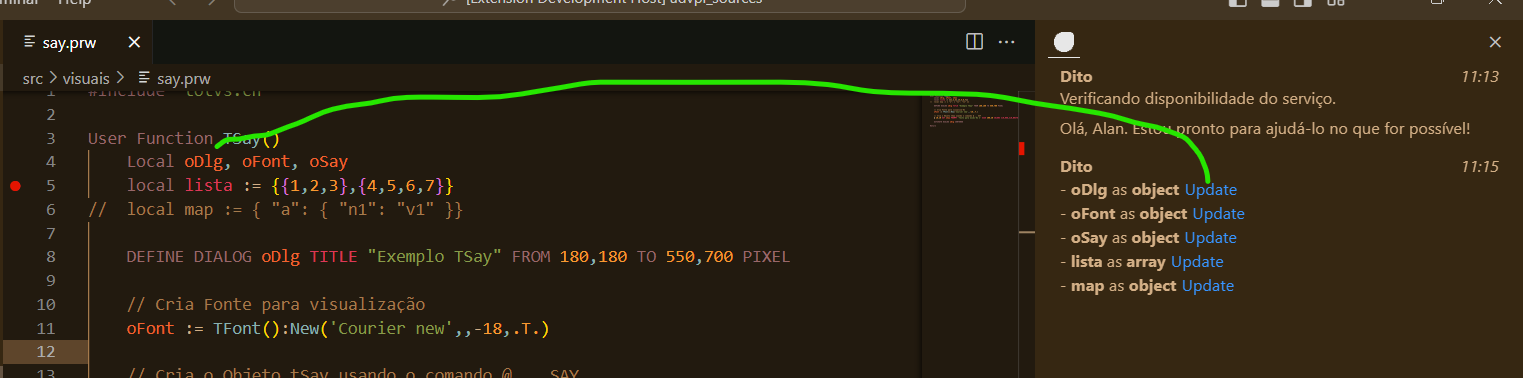 Help
[Extension Development Host] advpl_sources
say.prw
src > visuais > say.prw
1 #include "totvs.ch"
2
3 User Function TSay()
4 Local oDlg, oFont, oSay
5 local lista := {{1,2,3},{4,5,6,7}}
6 // local map := { "a": { "n1": "v1" }}
7
8 DEFINE DIALOG oDlg TITLE "Exemplo TSay" FROM 180,180 TO 550,700 PIXEL
9
10 // Cria Fonte para visualização
11 oFont := TFont():New('Courier new',,-18,.T.)
12
13 // Cria o Objeto tSay usando o comando @ .. SAY
Dito 11:13
Verificando disponibilidade do serviço.
Olá, Alan. Estou pronto para ajudá-lo no que for possível!
Dito 11:15
- oDlg as object Update
- oFont as object Update
- oSay as object Update
- lista as array Update
- map as object Update